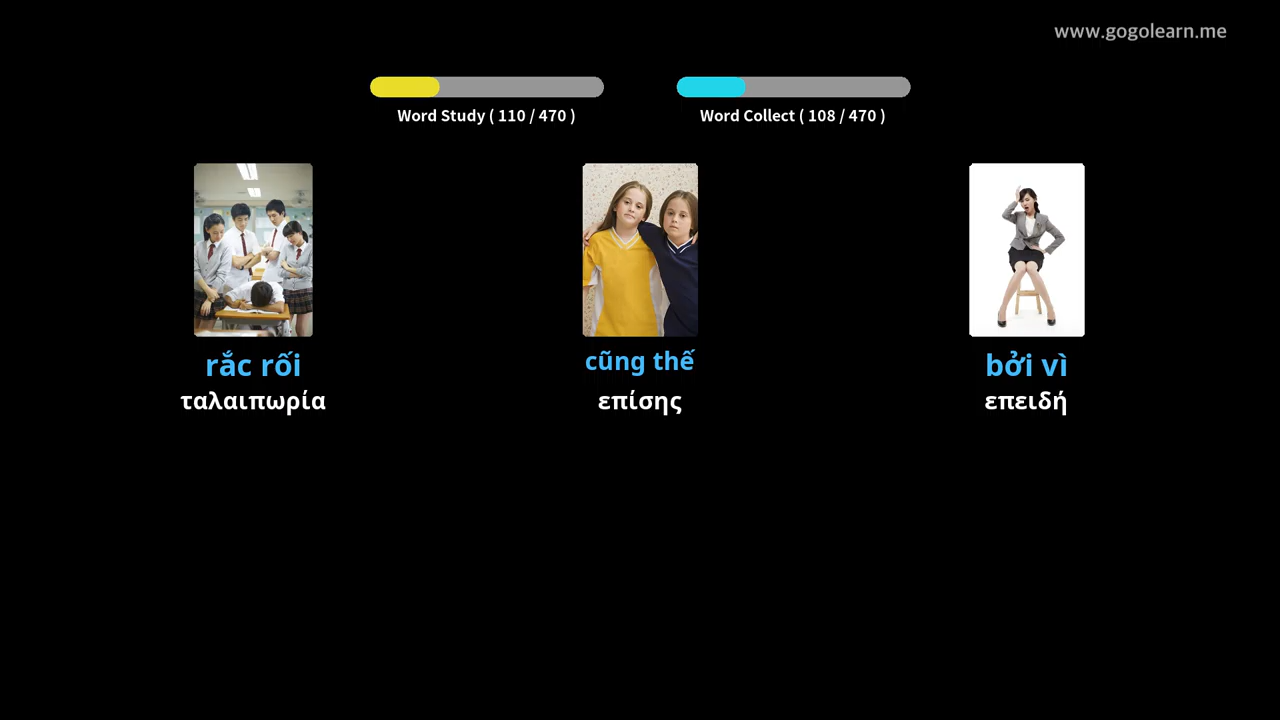 www.gogolearn.me
Word Study ( 110 / 470 )
Word Collect ( 108 / 470 )
rắc rối
ταλαιπωρία
cũng thế
επίσης
bởi vì
επειδή